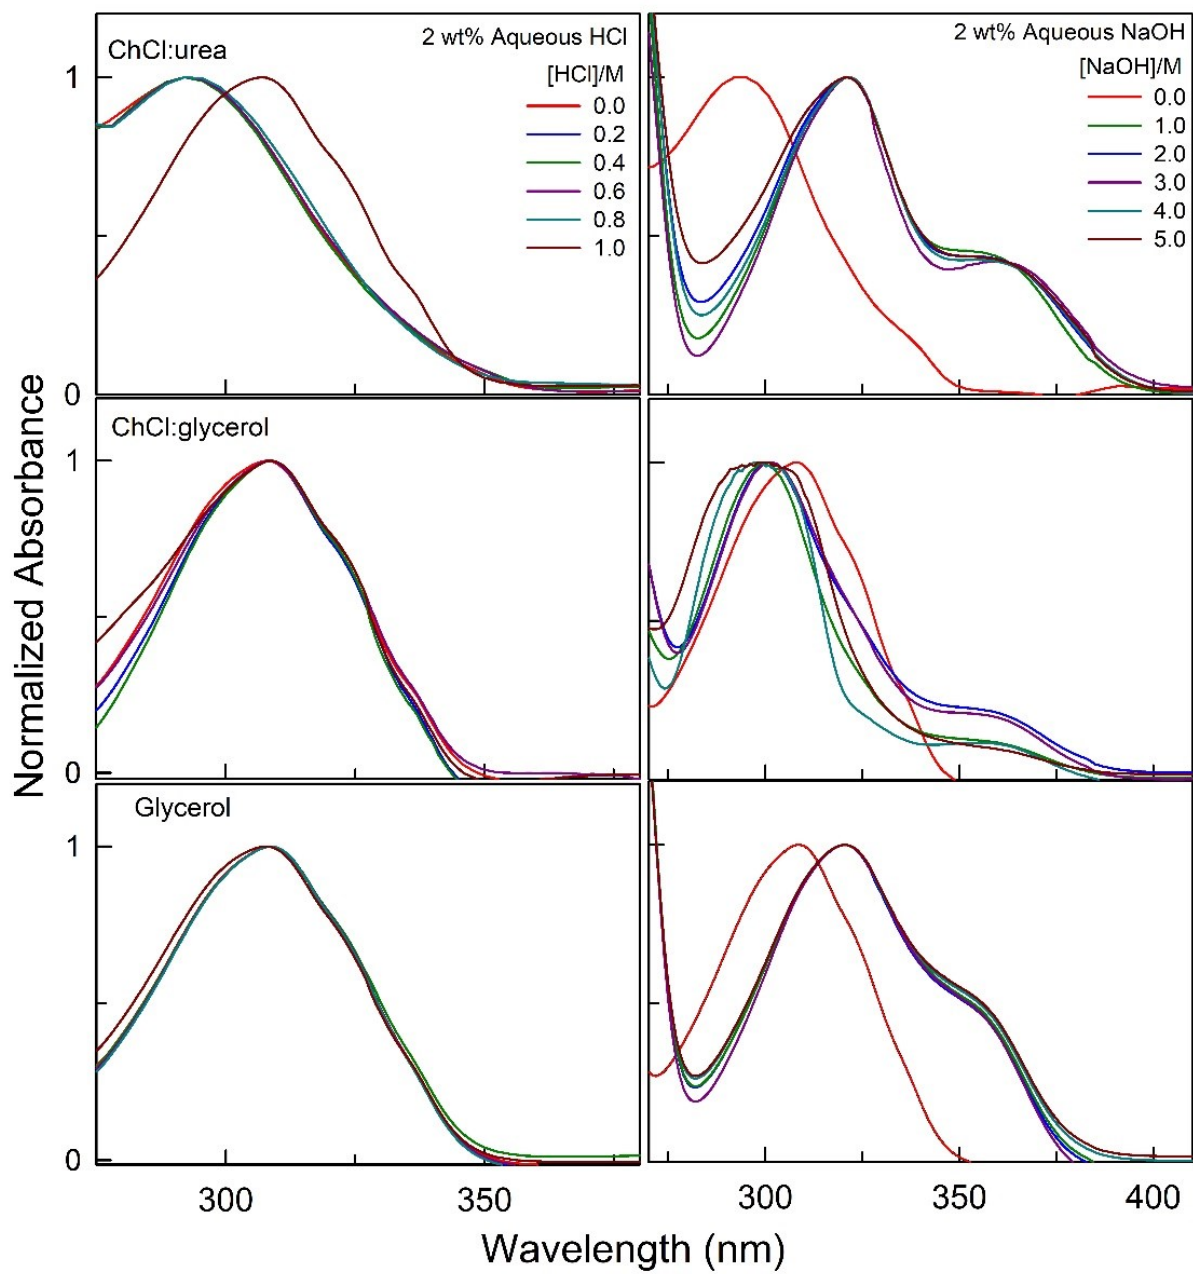 ChCl:urea
2 wt% Aqueous HCl
[HCl]/M
0.0
0.2
0.4
0.6
0.8
1.0
2 wt% Aqueous NaOH
[NaOH]/M
0.0
1.0
2.0
3.0
4.0
5.0
1
0
ChCl:glycerol
1
0
Glycerol
1
0
Normalized Absorbance
300
350
300
350
400
Wavelength (nm)